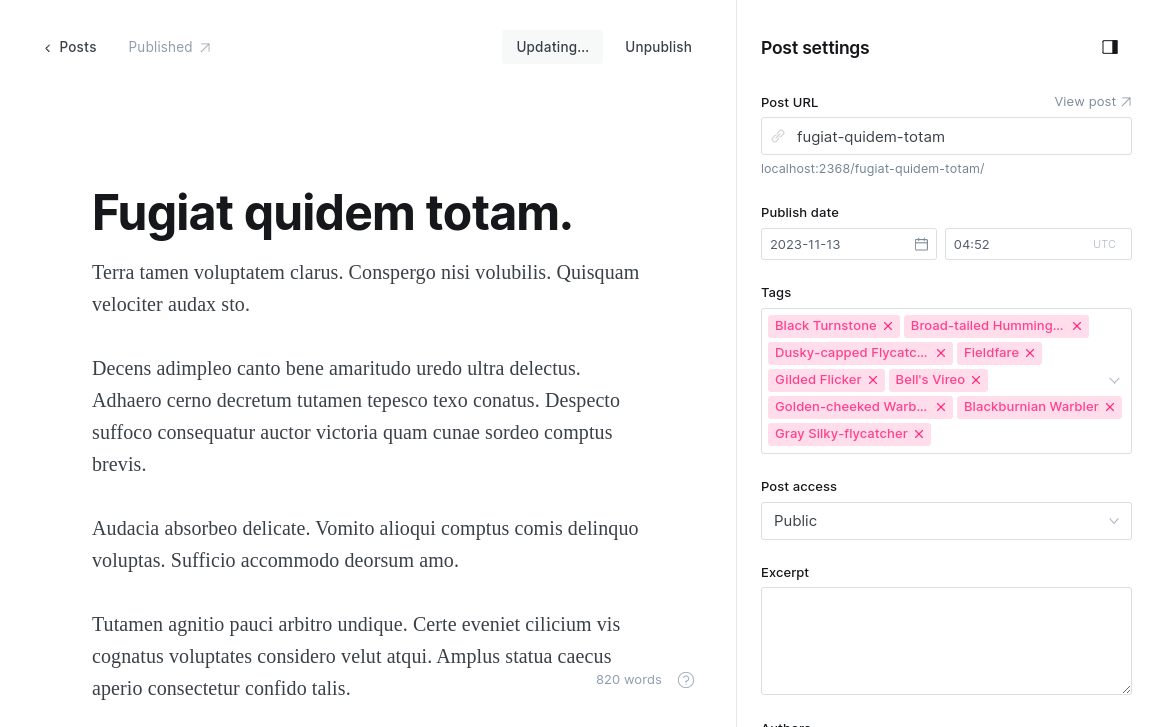 Posts
Published
Updating...
Unpublish
Fugiat quidem totam.
Terra tamen voluptatem clarus. Conspergo nisi volubilis. Quisquam
velociter audax sto.
Decens adimpleo canto bene amaritudo uredo ultra delectus.
Adhaero cerno decretum tutamen tepesco texo conatus. Despecto
suffoco consequatur auctor victoria quam cunae sordeo comptus
brevis.
Audacia absorbeo delicate. Vomito alioqui comptus comis delinquo
voluptas. Sufficio accommodo deorsum amo.
Tutamen agnitio pauci arbitro undique. Certe eveniet cilicium vis
cognatus voluptates considero velut atqui. Amplus statua caecus
aperio consectetur confido talis.
820 words
Post settings
Post URL
View post
fugiat-quidem-totam
localhost:2368/fugiat-quidem-totam/
Publish date
2023-11-13
04:52
UTC
Tags
Black Turnstone
Broad-tailed Humming...
Dusky-capped Flycatc...
Fieldfare
Gilded Flicker
Bell's Vireo
Golden-cheeked Warb...
Blackburnian Warbler
Gray Silky-flycatcher
Post access
Public
Excerpt
Authors